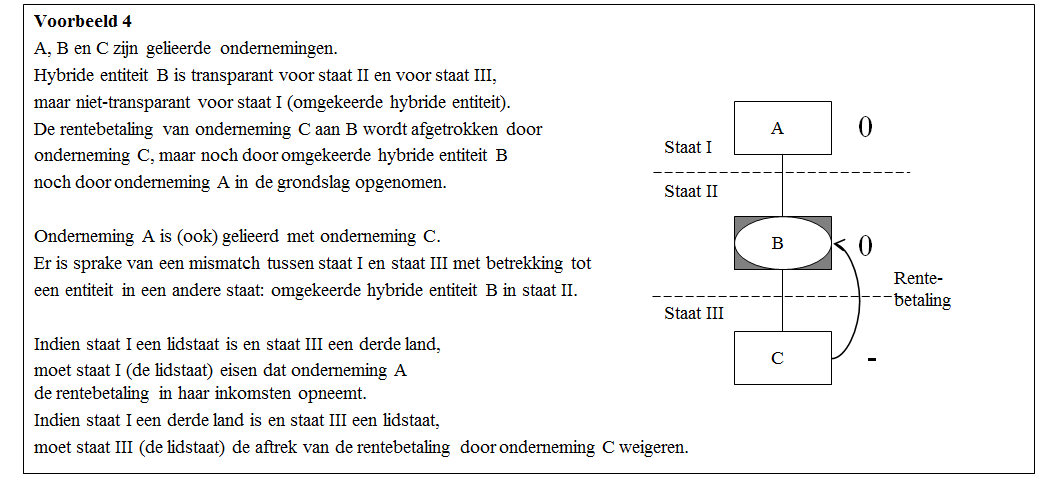 Voorbeeld 4
A, B en C zijn gelieerde ondernemingen.
Hybride entiteit B is transparant voor staat II en voor staat III,
maar niet-transparant voor staat I (omgekeerde hybride entiteit).
De rentebetaling van onderneming C aan B wordt afgetrokken door
onderneming C, maar noch door omgekeerde hybride entiteit B
noch door onderneming A in de grondslag opgenomen.
Onderneming A is (ook) gelieerd met onderneming C.
Er is sprake van een mismatch tussen staat I en staat III met betrekking tot
een entiteit in een andere staat: omgekeerde hybride entiteit B in staat II.
Indien staat I een lidstaat is en staat III een derde land,
moet staat I (de lidstaat) eisen dat onderneming A
de rentebetaling in haar inkomsten opneemt.
Indien staat I een derde land is en staat III een lidstaat,
moet staat III (de lidstaat) de aftrek van de rentebetaling door onderneming C weigeren.
A
0
Staat I
Staat II
B
0
Rente-
betaling
Staat III
C
-